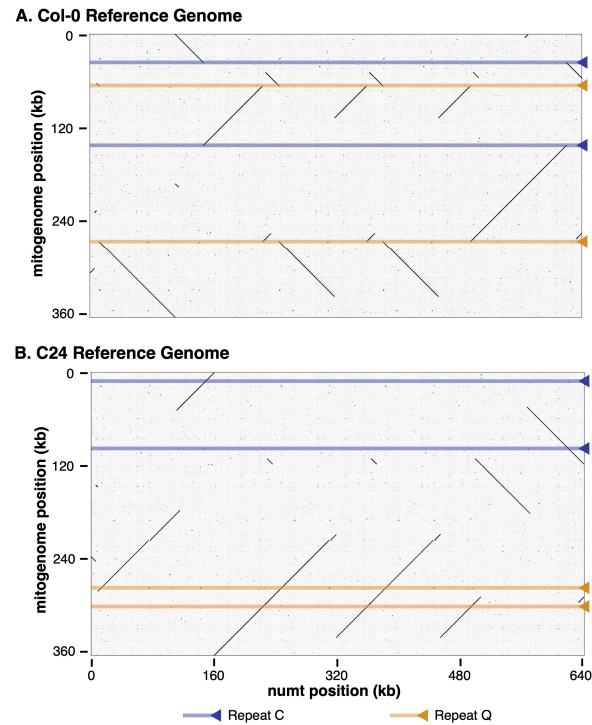 A. Col-0 Reference Genome
0
120
240
360
mitogenome position (kb)
B. C24 Reference Genome
0
120
240
360
mitogenome position (kb)
0 160 320 480 640
numt position (kb)
Repeat C Repeat Q